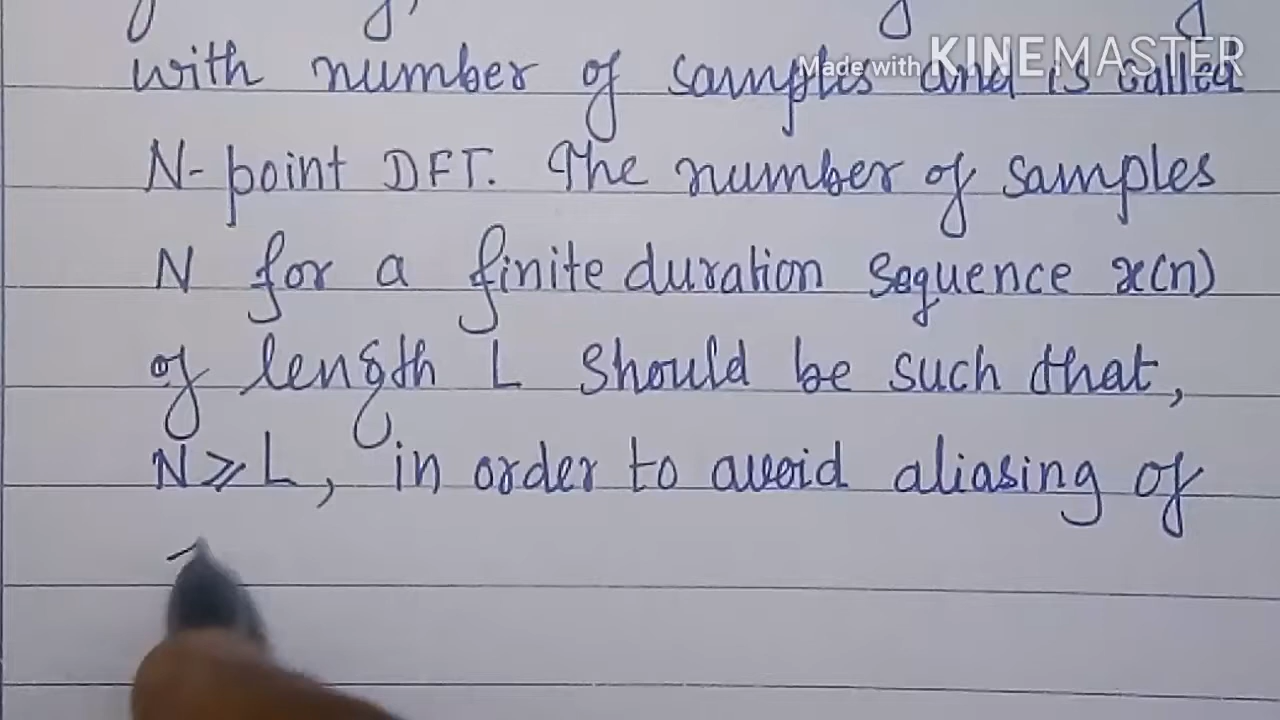 Made with KINEMASTER
with number of samples and is called
N-point DFT. The number of samples
N for a finite duration sequence x(n)
of length L should be such that,
N ⩾ L, in order to avoid aliasing of